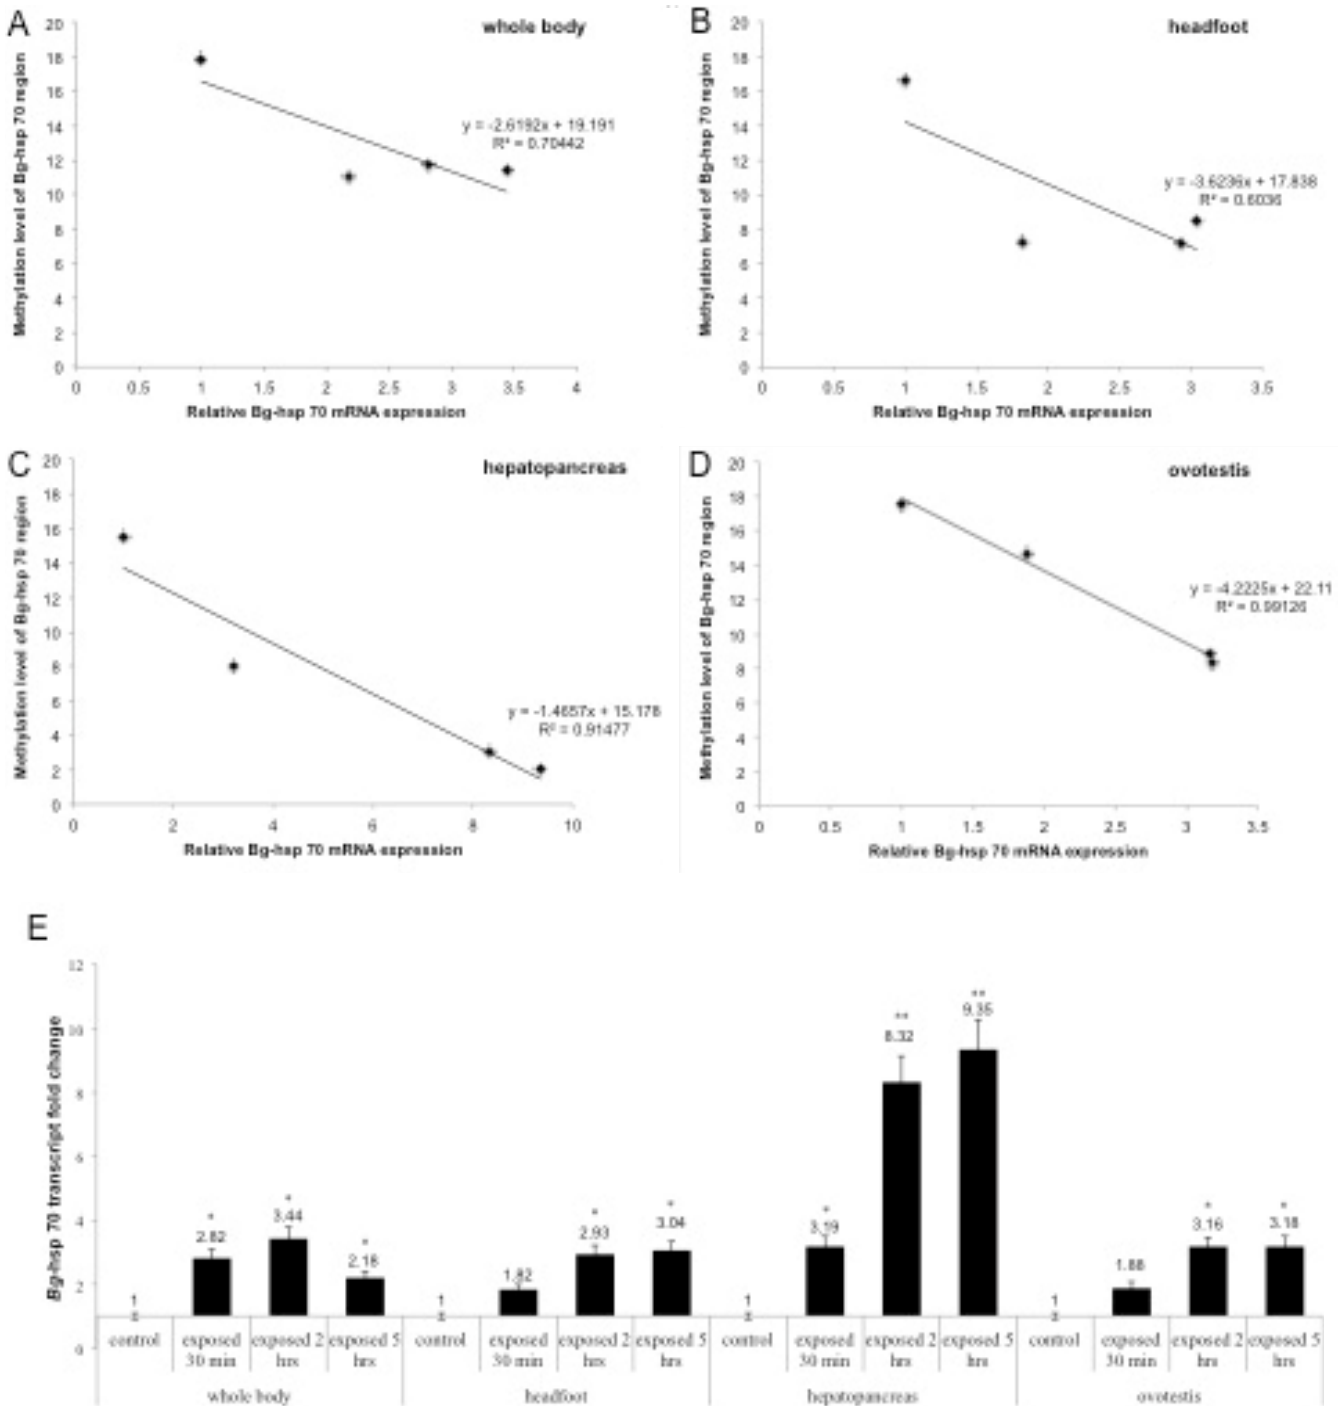 A
whole body
20
18
16
14
12
10
8
6
4
2
0
Methylation level of Bg-hsp 70 region
y = -2.6192x + 19.191
R² = 0.70442
0 0.5 1 1.5 2 2.5 3 3.5 4
Relative Bg-hsp 70 mRNA expression
B
headfoot
20
18
16
14
12
10
8
6
4
2
0
Methylation level of Bg-hsp 70 region
y = -3.6236x + 17.838
R² = 0.6036
0 0.5 1 1.5 2 2.5 3 3.5
Relative Bg-hsp 70 mRNA expression
C
hepatopancreas
20
18
16
14
12
10
8
6
4
2
0
Methylation level of Bg-hsp 70 region
y = -1.4657x + 15.178
R² = 0.91477
0 2 4 6 8 10
Relative Bg-hsp 70 mRNA expression
D
ovotestis
20
18
16
14
12
10
8
6
4
2
0
Methylation level of Bg-hsp 70 region
y = -4.2225x + 22.11
R² = 0.99126
0 0.5 1 1.5 2 2.5 3 3.5
Relative Bg-hsp 70 mRNA expression
E
12
10
8
6
4
2
0
Bg-hsp 70 transcript fold change
1
*
2.82
*
3.44
*
2.18
1
1.82
*
2.93
*
3.04
1
*
3.19
**
8.32
**
9.35
1
1.88
*
3.16
*
3.18
control
exposed
30 min
exposed 2
hrs
exposed 5
hrs
control
exposed
30 min
exposed 2
hrs
exposed 5
hrs
control
exposed
30 min
exposed 2
hrs
exposed 5
hrs
control
exposed
30 min
exposed 2
hrs
exposed 5
hrs
whole body
headfoot
hepatopancreas
ovotestis